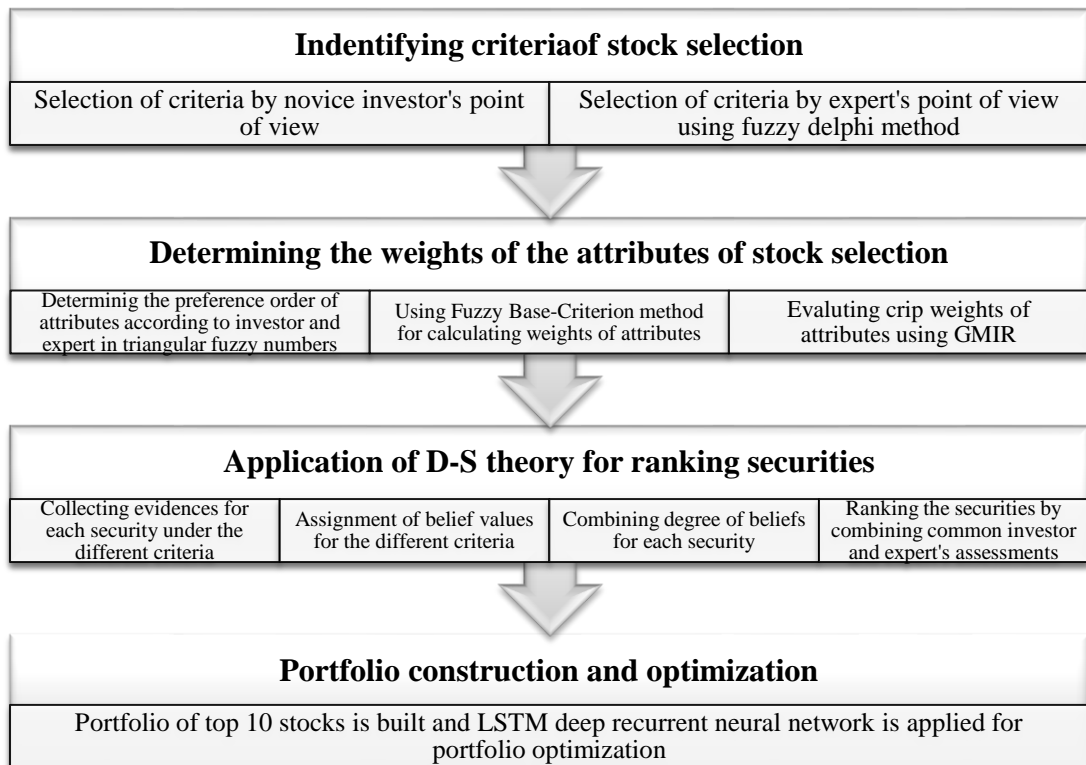 Indentifying criteriaof stock selection
Selection of criteria by novice investor's point
of view
Selection of criteria by expert's point of view
using fuzzy delphi method
Determining the weights of the attributes of stock selection
Determinig the preference order of
attributes according to investor and
expert in triangular fuzzy numbers
Using Fuzzy Base-Criterion method
for calculating weights of attributes
Evaluting crip weights of
attributes using GMIR
Application of D-S theory for ranking securities
Collecting evidences for
each security under the
different criteria
Assignment of belief values
for the different criteria
Combining degree of beliefs
for each security
Ranking the securities by
combining common investor
and expert's assessments
Portfolio construction and optimization
Portfolio of top 10 stocks is built and LSTM deep recurrent neural network is applied for
portfolio optimization